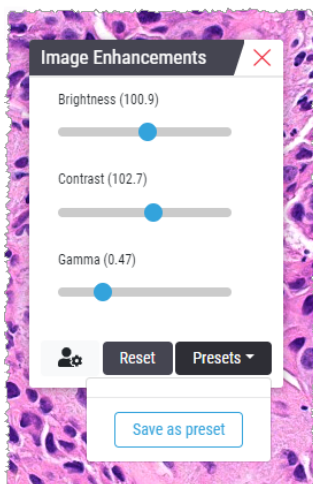 Image Enhancements
Brightness (100.9)
Contrast (102.7)
Gamma (0.47)
Reset
Presets
Save as preset